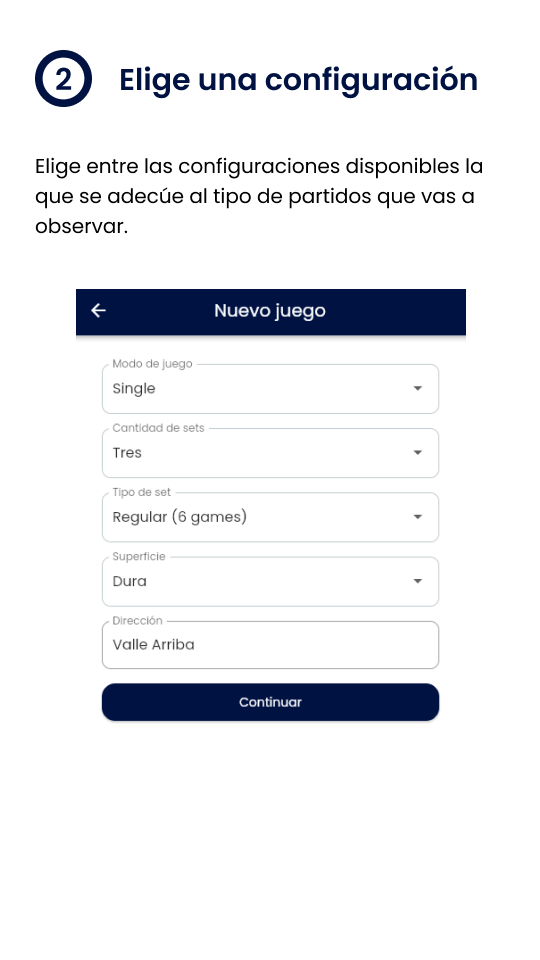 2 Elige una configuración
Elige entre las configuraciones disponibles la
que se adecúe al tipo de partidos que vas a
observar.
Nuevo juego
Modo de juego
Single
Cantidad de sets
Tres
Tipo de set
Regular (6 games)
Superficie
Dura
Dirección
Valle Arriba
Continuar